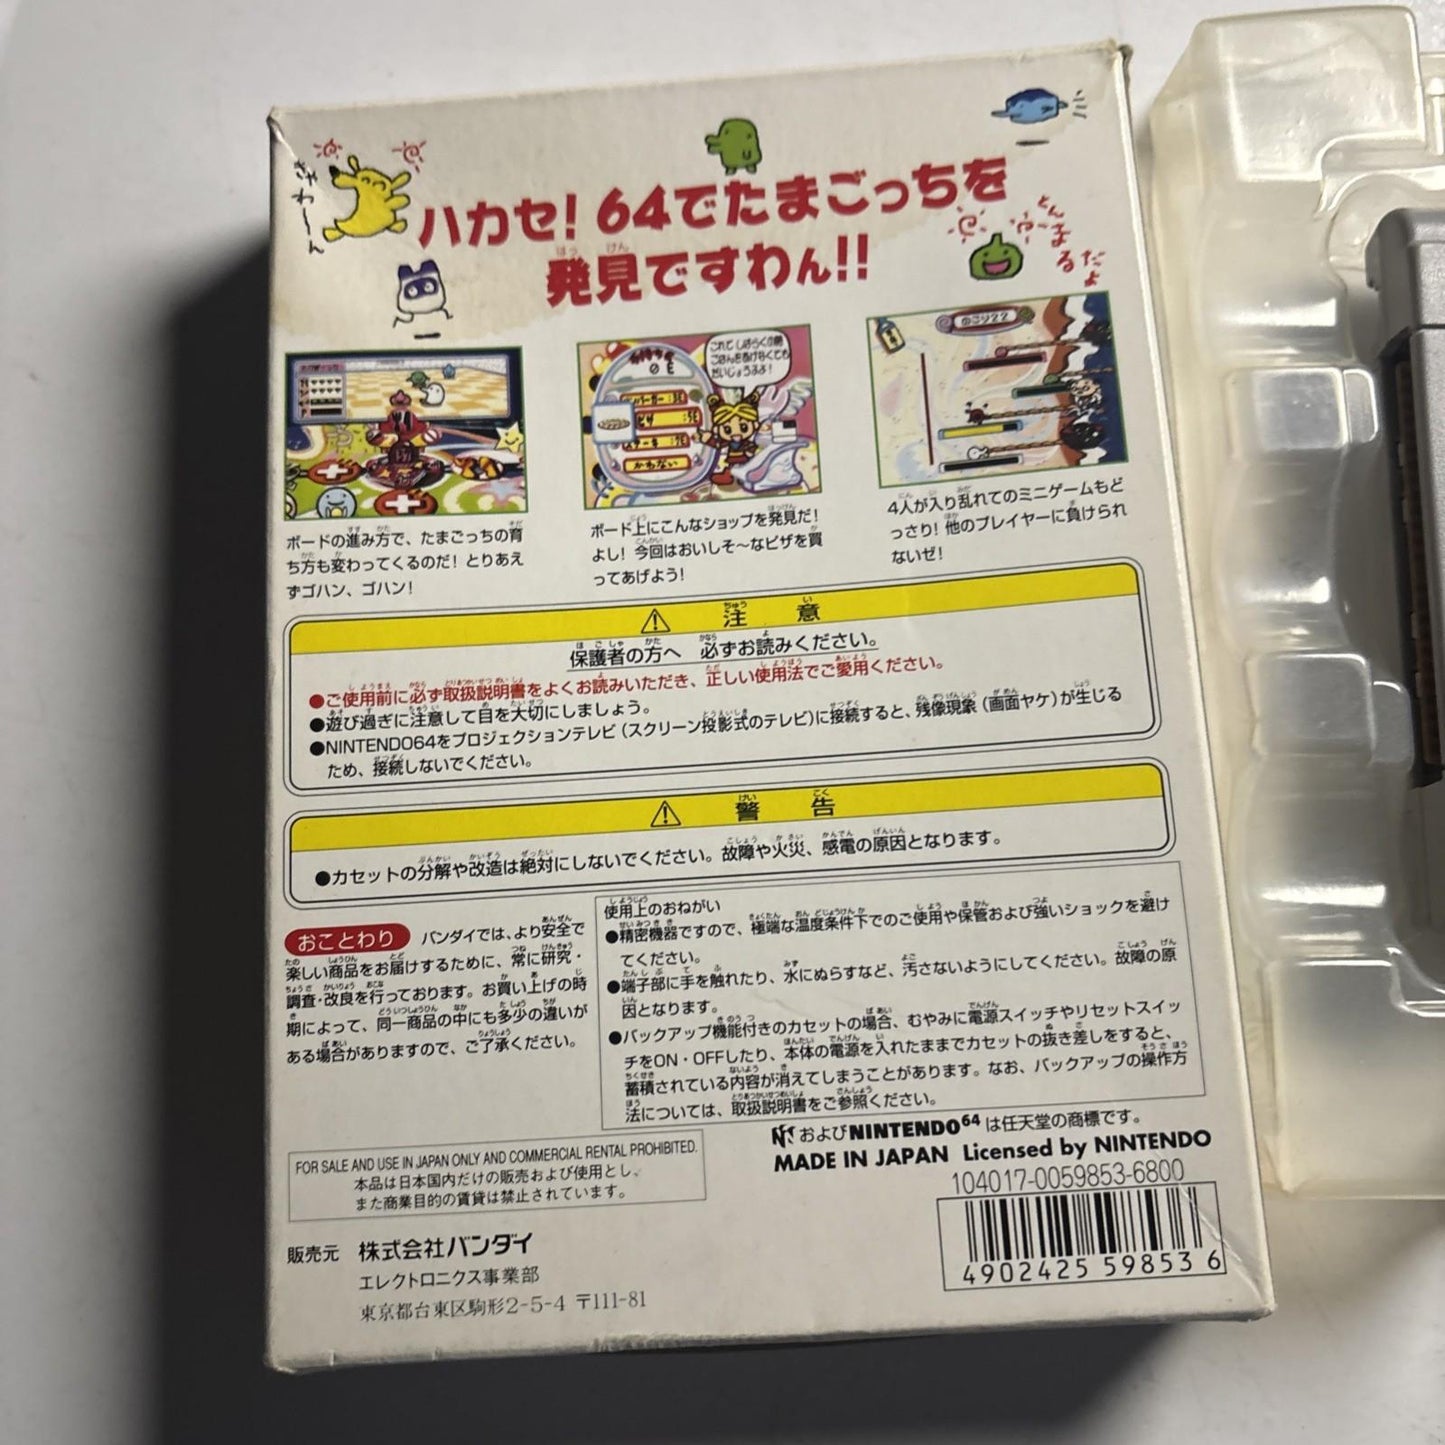 きゃわーん
ハカセ！64でたまごっちを
発見ですわん!!
とんまるだよ
これでしばらくの間
ごはんをあげなくても
だいじょうぶよ!
のこり22
かわない
ボードの進み方で、たまごっちの育
ち方も変わってくるのだ! とりあえ
ずゴハン、ゴハン!
ボード上にこんなショップを発見だ!
よし! 今回はおいしそ〜なピザを買
ってあげよう!
4人が入り乱れてのミニゲームもど
っさり! 他のプレイヤーに負けられ
ないぜ!
注意
保護者の方へ 必ずお読みください。
●ご使用前に必ず取扱説明書をよくお読みいただき、正しい使用法でご愛用ください。
●遊び過ぎに注意して目を大切にしましょう。
●NINTENDO64をプロジェクションテレビ（スクリーン投影式のテレビ）に接続すると、残像現象（画面ヤケ）が生じる
ため、接続しないでください。
警告
●カセットの分解や改造は絶対にしないでください。故障や火災、感電の原因となります。
おことわり バンダイでは、より安全で
楽しい商品をお届けするために、常に研究・
調査・改良を行っております。お買い上げの時
期によって、同一商品の中にも多少の違いが
ある場合がありますので、ご了承ください。
使用上のおねがい
●精密機器ですので、極端な温度条件下でのご使用や保管および強いショックを避け
てください。
●端子部に手を触れたり、水にぬらすなど、汚さないようにしてください。故障の原
因となります。
●バックアップ機能付きのカセットの場合、むやみに電源スイッチやリセットスイッ
チをON・OFFしたり、本体の電源を入れたままでカセットの抜き差しをすると、
蓄積されている内容が消えてしまうことがあります。なお、バックアップの操作方
法については、取扱説明書をご参照ください。
FOR SALE AND USE IN JAPAN ONLY AND COMMERCIAL RENTAL PROHIBITED.
本品は日本国内だけの販売および使用とし、
また商業目的の賃貸は禁止されています。
およびNINTENDO64は任天堂の商標です。
MADE IN JAPAN Licensed by NINTENDO
104017-0059853-6800
4902425 598536
販売元 株式会社バンダイ
エレクトロニクス事業部
東京都台東区駒形2-5-4 〒111-81